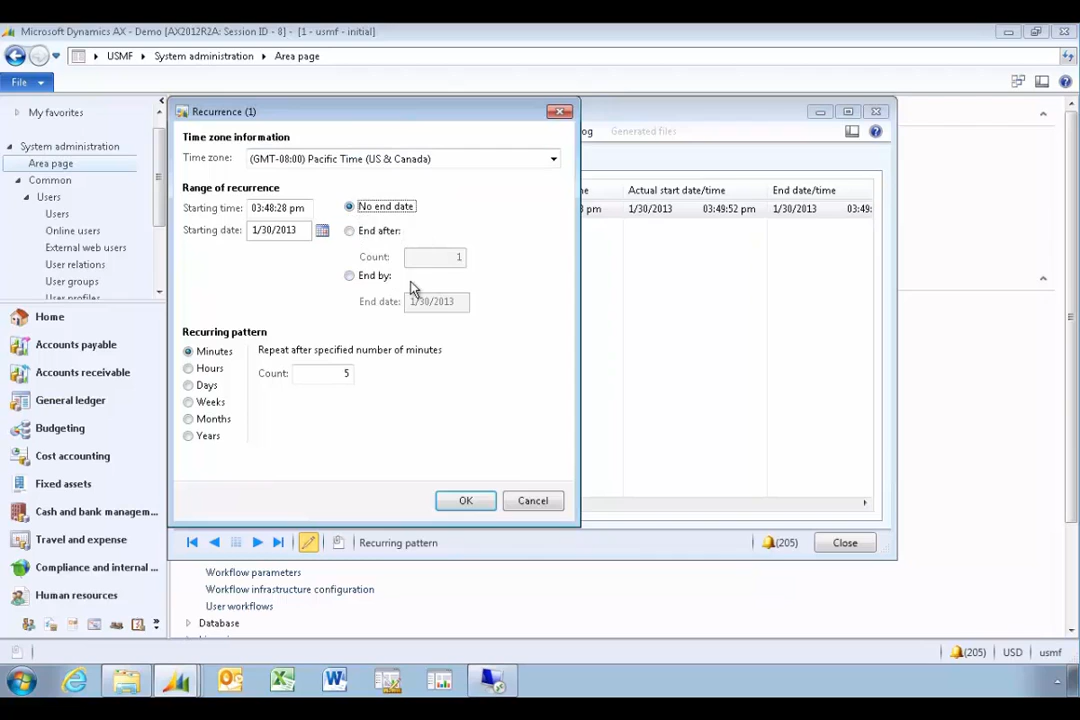 Microsoft Dynamics AX - Demo [AX2012R2A: Session ID - 8] - [1 - usmf - initial]
USMF
System administration
Area page
File
My favorites
System administration
Area page
Common
Users
Users
Online users
External web users
User relations
User groups
User profiles
Home
Accounts payable
Accounts receivable
General ledger
Budgeting
Cost accounting
Fixed assets
Cash and bank managem...
Travel and expense
Compliance and internal ...
Human resources
Recurrence (1)
Time zone information
Time zone: (GMT-08:00) Pacific Time (US & Canada)
Range of recurrence
Starting time: 03:48:28 pm
No end date
Starting date: 1/30/2013
End after:
Count: 1
End by:
End date: 1/30/2013
Recurring pattern
Minutes
Hours
Days
Weeks
Months
Years
Repeat after specified number of minutes
Count: 5
OK
Cancel
og
Generated files
ne
Actual start date/time
End date/time
3 pm
1/30/2013
03:49:52 pm
1/30/2013
03:49:
Recurring pattern
(205)
Close
Workflow parameters
Workflow infrastructure configuration
User workflows
Database
(205)
USD
usmf